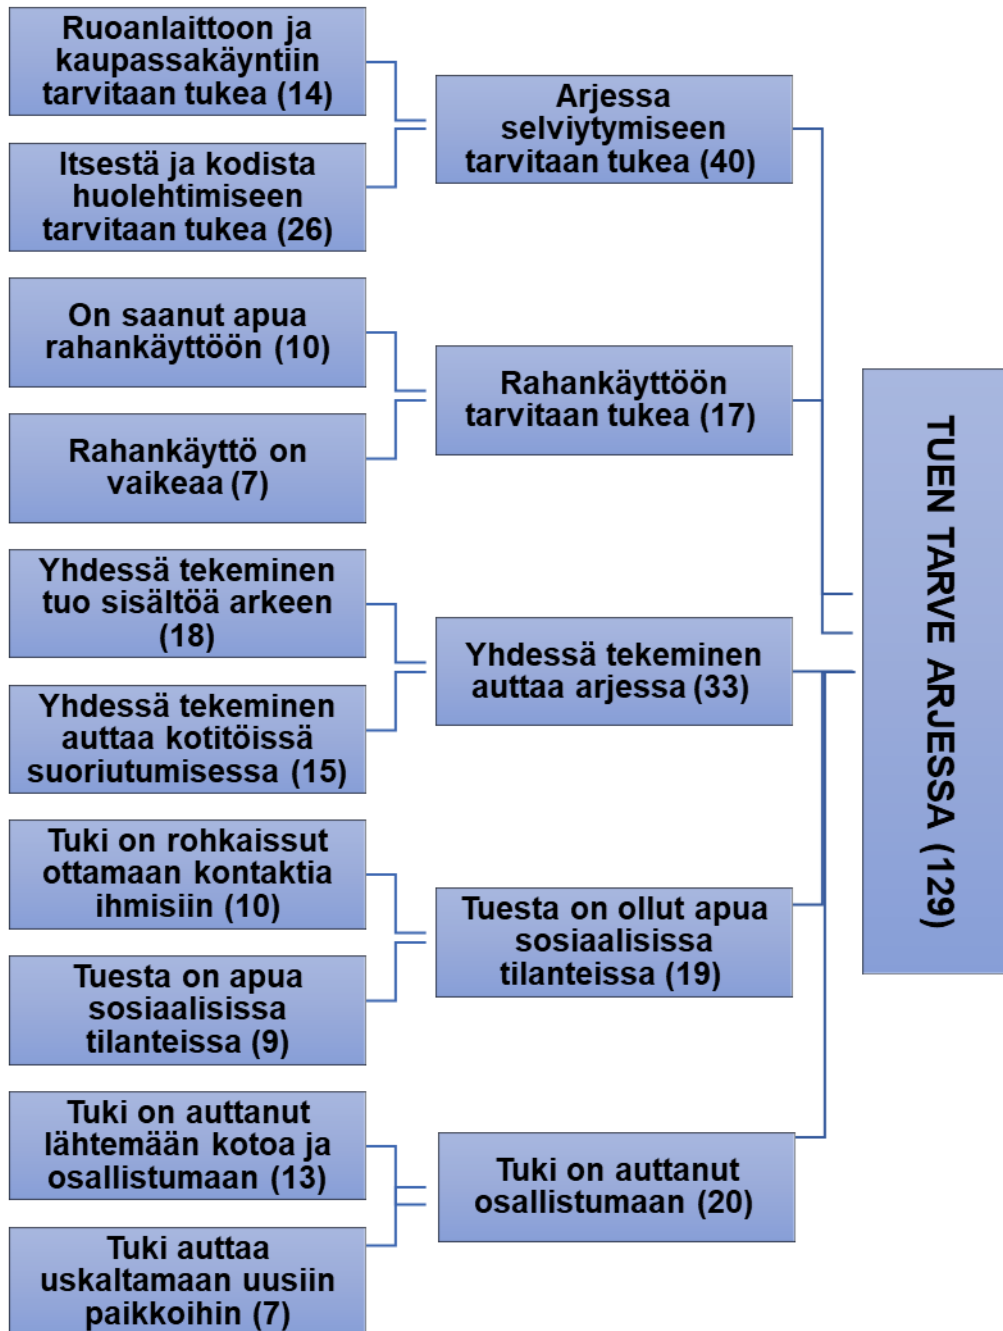 Ruoanlaittoon ja
kaupassakäyntiin
tarvitaan tukea (14)
Itsestä ja kodista
huolehtimiseen
tarvitaan tukea (26)
Arjessa
selviytymiseen
tarvitaan tukea (40)
On saanut apua
rahankäyttöön (10)
Rahankäyttö on
vaikeaa (7)
Rahankäyttöön
tarvitaan tukea (17)
Yhdessä tekeminen
tuo sisältöä arkeen
(18)
Yhdessä tekeminen
auttaa kotitöissä
suoriutumisessa (15)
Yhdessä tekeminen
auttaa arjessa (33)
Tuki on rohkaissut
ottamaan kontaktia
ihmisiin (10)
Tuesta on apua
sosiaalisissa
tilanteissa (9)
Tuesta on ollut apua
sosiaalisissa
tilanteissa (19)
Tuki on auttanut
lähtemään kotoa ja
osallistumaan (13)
Tuki auttaa
uskaltamaan uusiin
paikkoihin (7)
Tuki on auttanut
osallistumaan (20)
TUEN TARVE ARJESSA (129)